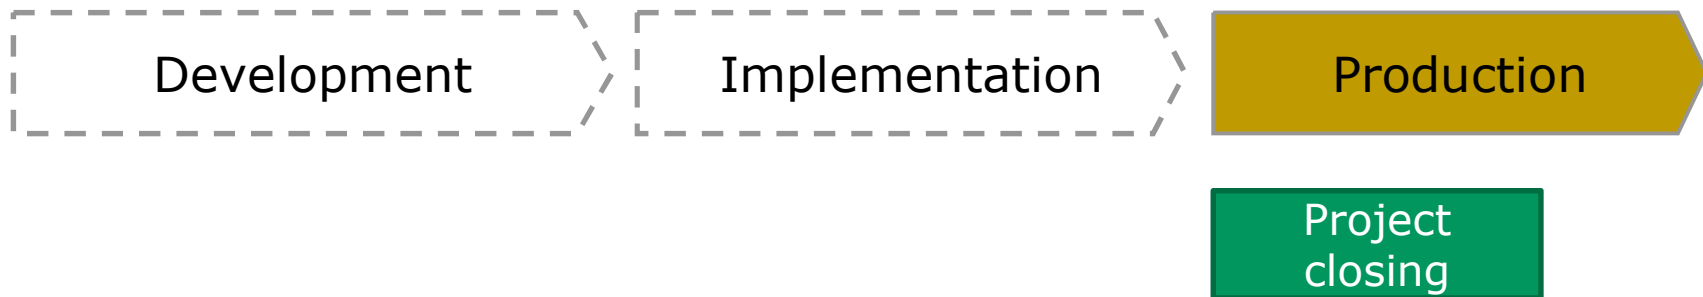 Development
Implementation
Production
Project
closing